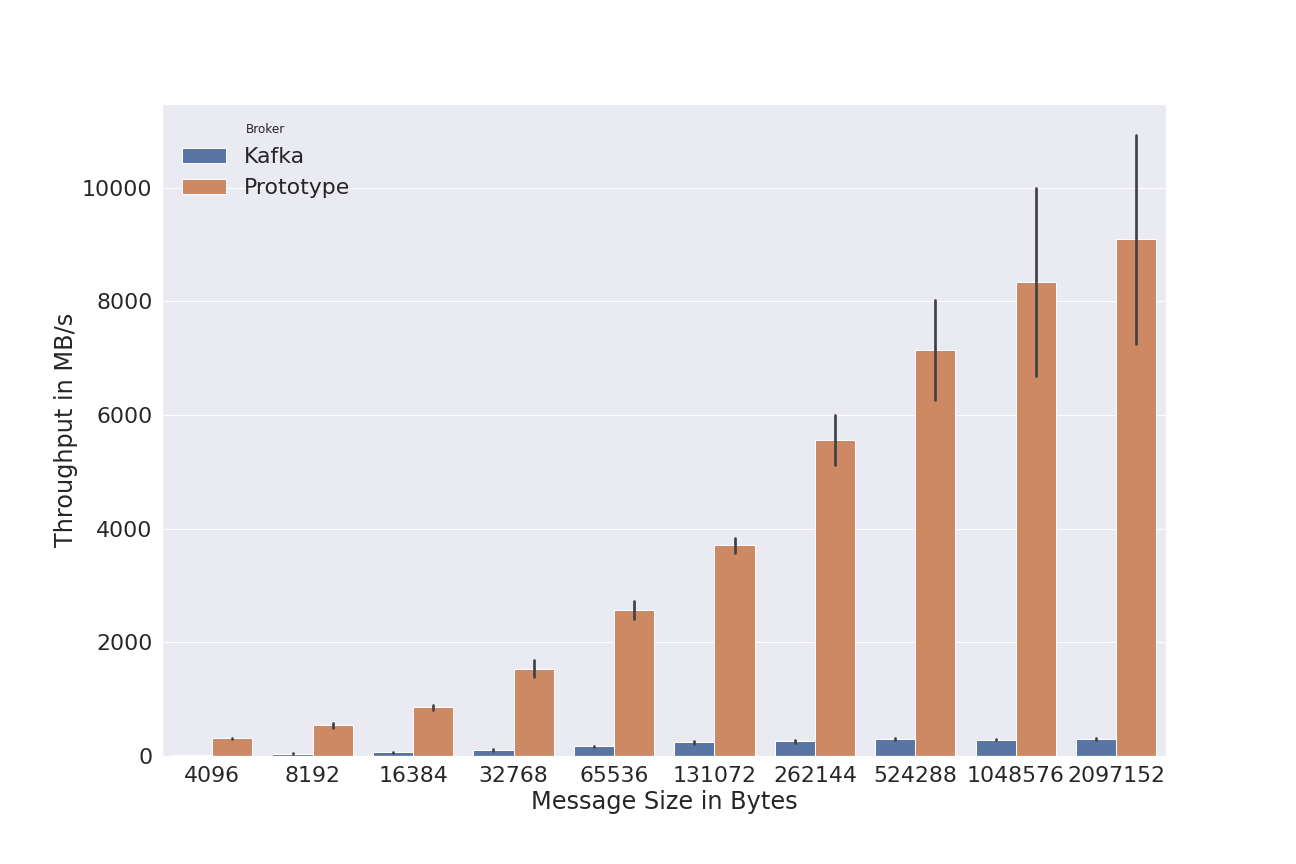 Broker
Kafka
Prototype
10000
8000
6000
4000
2000
0
Throughput in MB/s
4096 8192 16384 32768 65536 131072 262144 524288 1048576 2097152
Message Size in Bytes